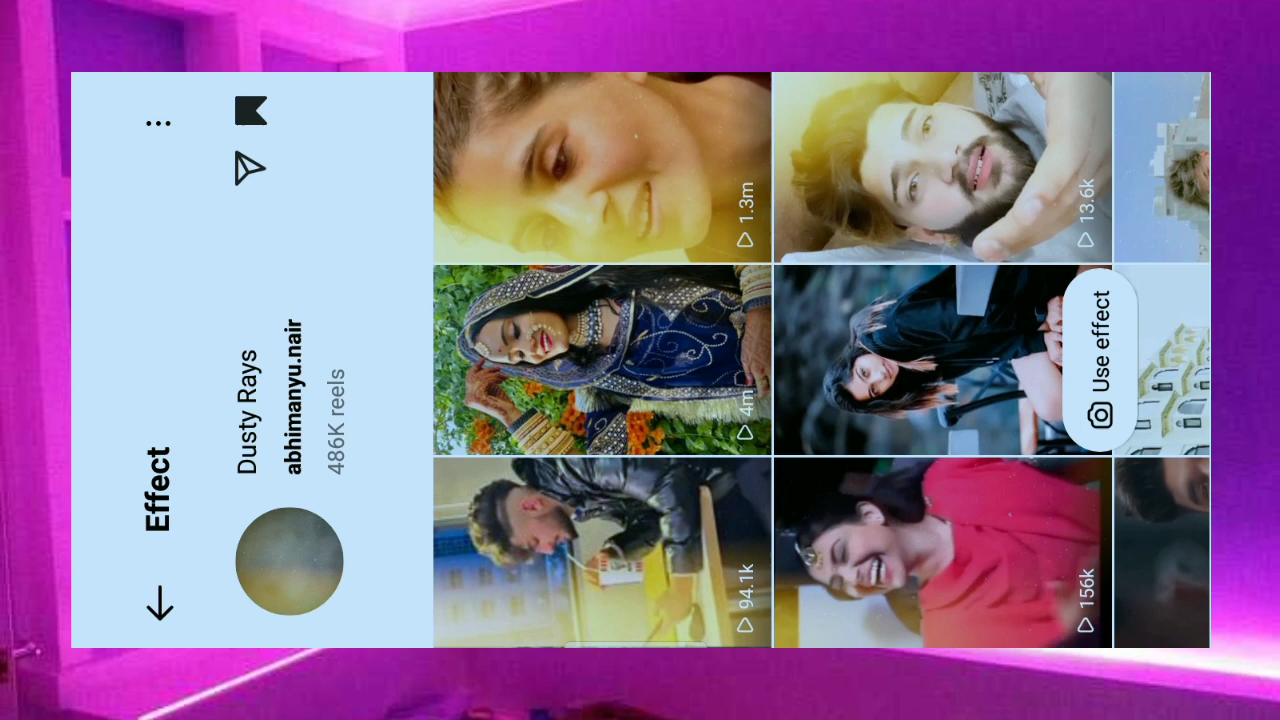 Effect
Dusty Rays
abhimanyu.nair
486K reels
94.1k
4m
1.3m
156k
13.6k
Use effect